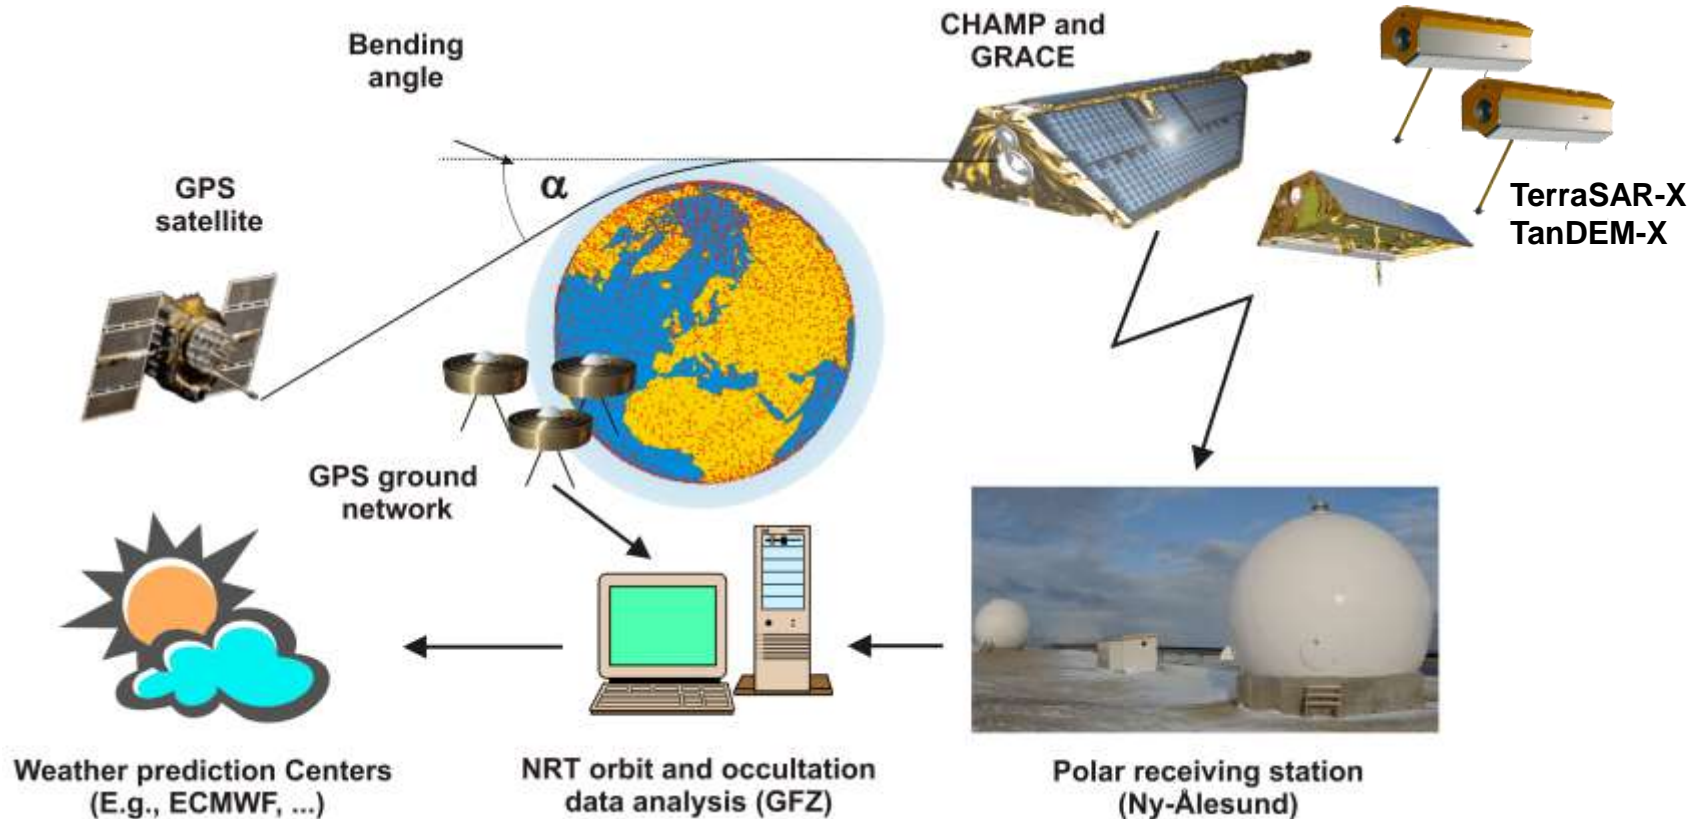 Bending
angle
CHAMP and
GRACE
α
GPS
satellite
TerraSAR-X
TanDEM-X
GPS ground
network
Weather prediction Centers
(E.g., ECMWF, ...)
NRT orbit and occultation
data analysis (GFZ)
Polar receiving station
(Ny-Ålesund)